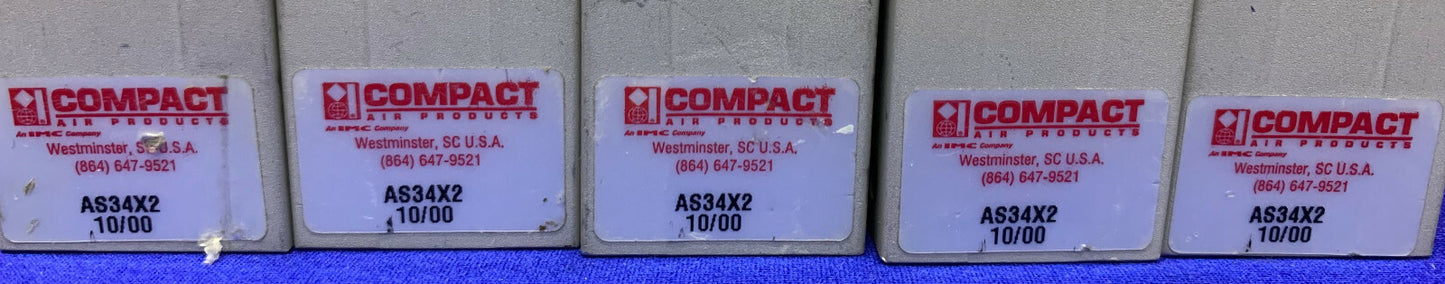 COMPACT
AIR PRODUCTS
An IMC Company
Westminster, SC U.S.A.
(864) 647-9521
AS34X2
10/00
COMPACT
AIR PRODUCTS
An IMC Company
Westminster, SC U.S.A.
(864) 647-9521
AS34X2
10/00
COMPACT
AIR PRODUCTS
An IMC Company
Westminster, SC U.S.A.
(864) 647-9521
AS34X2
10/00
COMPACT
AIR PRODUCTS
An IMC Company
Westminster, SC U.S.A.
(864) 647-9521
AS34X2
10/00
COMPACT
AIR PRODUCTS
An IMC Company
Westminster, SC U.S.A.
(864) 647-9521
AS34X2
10/00